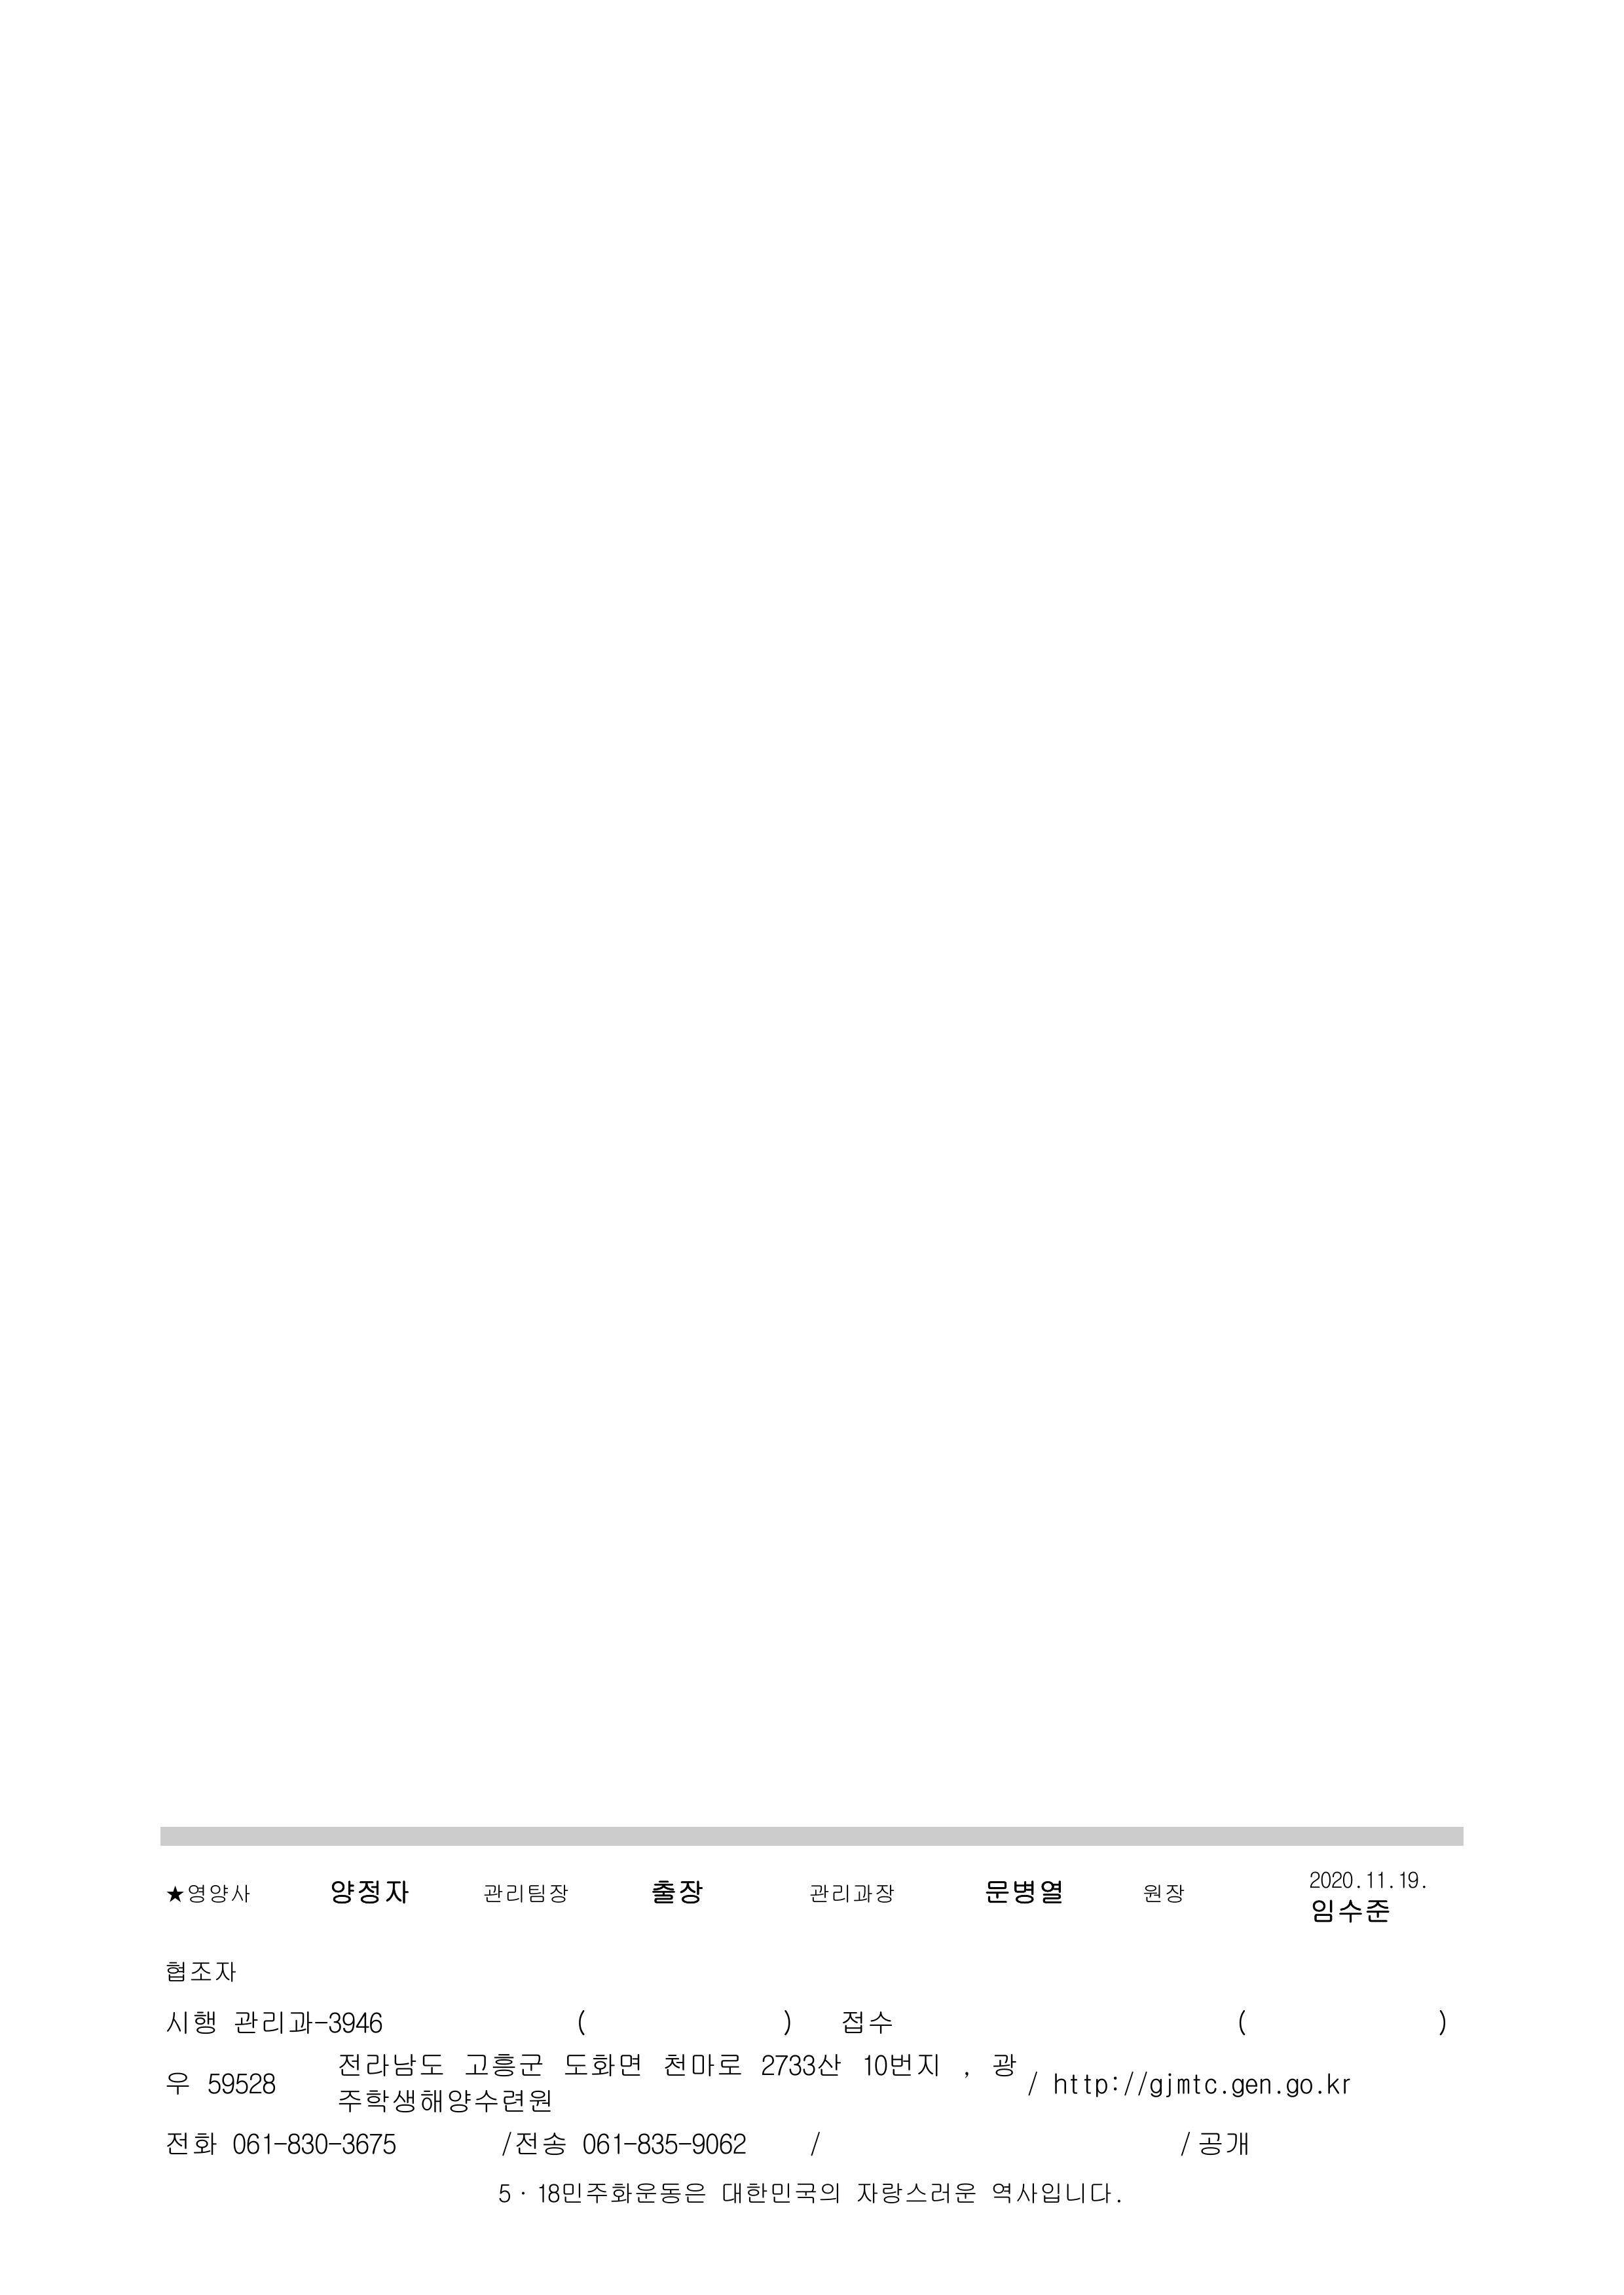 ★영양사 양정자 관리팀장 출장 관리과장 문병열 원장 2020.11.19.
임수준
협조자
시행 관리과-3946 ( ) 접수 ( )
우 59528 전라남도 고흥군 도화면 천마로 2733산 10번지 , 광
주학생해양수련원 / http://gjmtc.gen.go.kr
전화 061-830-3675 /전송 061-835-9062 / / 공개
5·18민주화운동은 대한민국의 자랑스러운 역사입니다.